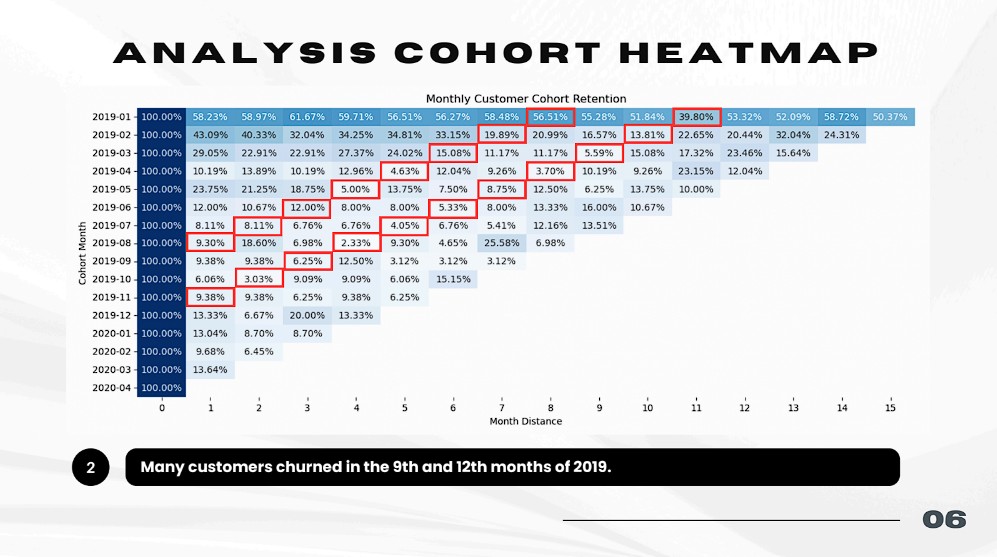 ANALYSIS COHORT HEATMAP
Monthly Customer Cohort Retention
2019-01 100.00% 58.23% 58.97% 61.67% 59.71% 56.51% 56.27% 58.48% 56.51% 55.28% 51.84% 39.80% 53.32% 52.09% 58.72% 50.37%
2019-02 100.00% 43.09% 40.33% 32.04% 34.25% 34.81% 33.15% 19.89% 20.99% 16.57% 13.81% 22.65% 20.44% 32.04% 24.31%
2019-03 100.00% 29.05% 22.91% 22.91% 27.37% 24.02% 15.08% 11.17% 11.17% 5.59% 15.08% 17.32% 23.46% 15.64%
2019-04 100.00% 10.19% 13.89% 10.19% 12.96% 4.63% 12.04% 9.26% 3.70% 10.19% 9.26% 23.15% 12.04%
2019-05 100.00% 23.75% 21.25% 18.75% 5.00% 13.75% 7.50% 8.75% 12.50% 6.25% 13.75% 10.00%
2019-06 100.00% 12.00% 10.67% 12.00% 8.00% 8.00% 5.33% 8.00% 13.33% 16.00% 10.67%
2019-07 100.00% 8.11% 8.11% 6.76% 6.76% 4.05% 6.76% 5.41% 12.16% 13.51%
2019-08 100.00% 9.30% 18.60% 6.98% 2.33% 9.30% 4.65% 25.58% 6.98%
2019-09 100.00% 9.38% 9.38% 6.25% 12.50% 3.12% 3.12% 3.12%
2019-10 100.00% 6.06% 3.03% 9.09% 9.09% 6.06% 15.15%
2019-11 100.00% 9.38% 9.38% 6.25% 9.38% 6.25%
2019-12 100.00% 13.33% 6.67% 20.00% 13.33%
2020-01 100.00% 13.04% 8.70% 8.70%
2020-02 100.00% 9.68% 6.45%
2020-03 100.00% 13.64%
2020-04 100.00%
Cohort Month
0 1 2 3 4 5 6 7 8 9 10 11 12 13 14 15
Month Distance
2 Many customers churned in the 9th and 12th months of 2019.
06